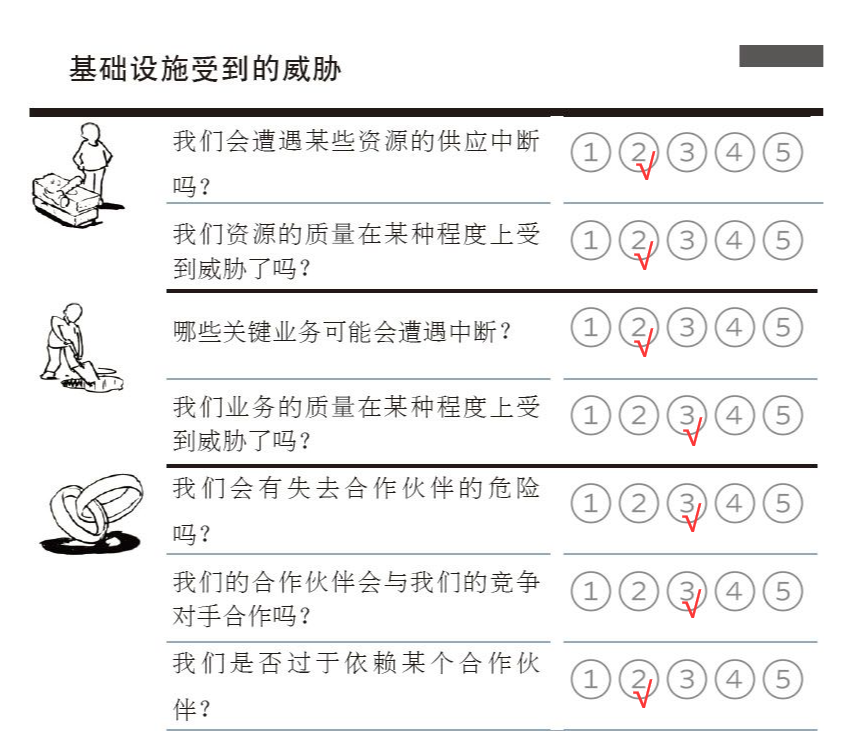 基础设施受到的威胁
我们会遭遇某些资源的供应中断
吗？
① ② ③ ④ ⑤
√
我们资源的质量在某种程度上受
到威胁了吗？
① ② ③ ④ ⑤
√
哪些关键业务可能会遭遇中断？
① ② ③ ④ ⑤
√
我们业务的质量在某种程度上受
到威胁了吗？
① ② ③ ④ ⑤
√
我们会有失去合作伙伴的危险
吗？
① ② ③ ④ ⑤
√
我们的合作伙伴会与我们的竞争
对手合作吗？
① ② ③ ④ ⑤
√
我们是否过于依赖某个合作伙
伴？
① ② ③ ④ ⑤
√